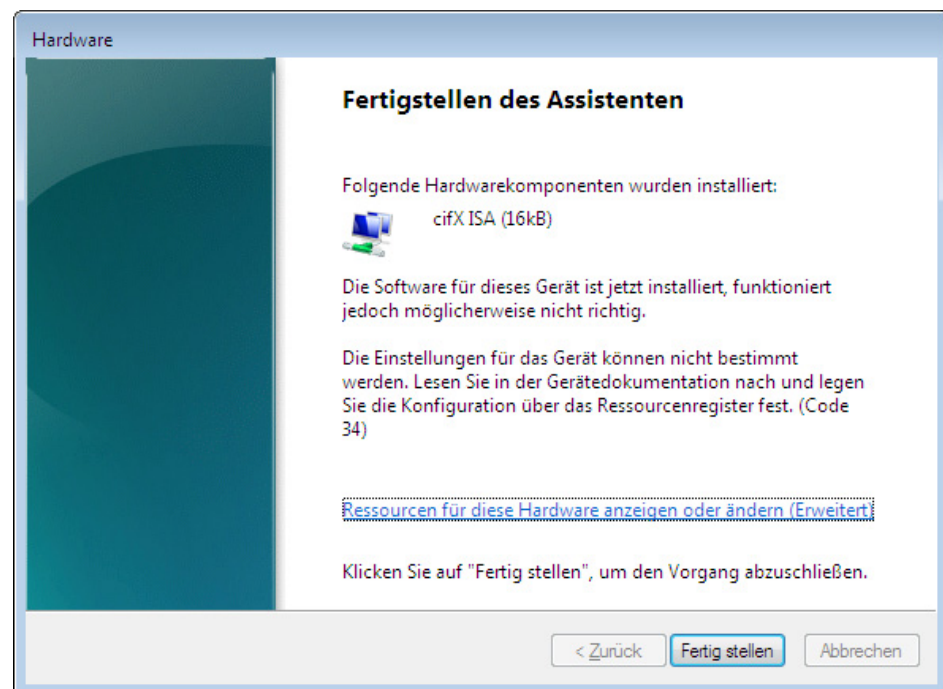 Hardware
Fertigstellen des Assistenten
Folgende Hardwarekomponenten wurden installiert:
cifX ISA (16kB)
Die Software für dieses Gerät ist jetzt installiert, funktioniert
jedoch möglicherweise nicht richtig.
Die Einstellungen für das Gerät können nicht bestimmt
werden. Lesen Sie in der Gerätedokumentation nach und legen
Sie die Konfiguration über das Ressourcenregister fest. (Code
34)
Ressourcen für diese Hardware anzeigen oder ändern (Erweitert)
Klicken Sie auf "Fertig stellen", um den Vorgang abzuschließen.
< Zurück Fertig stellen Abbrechen